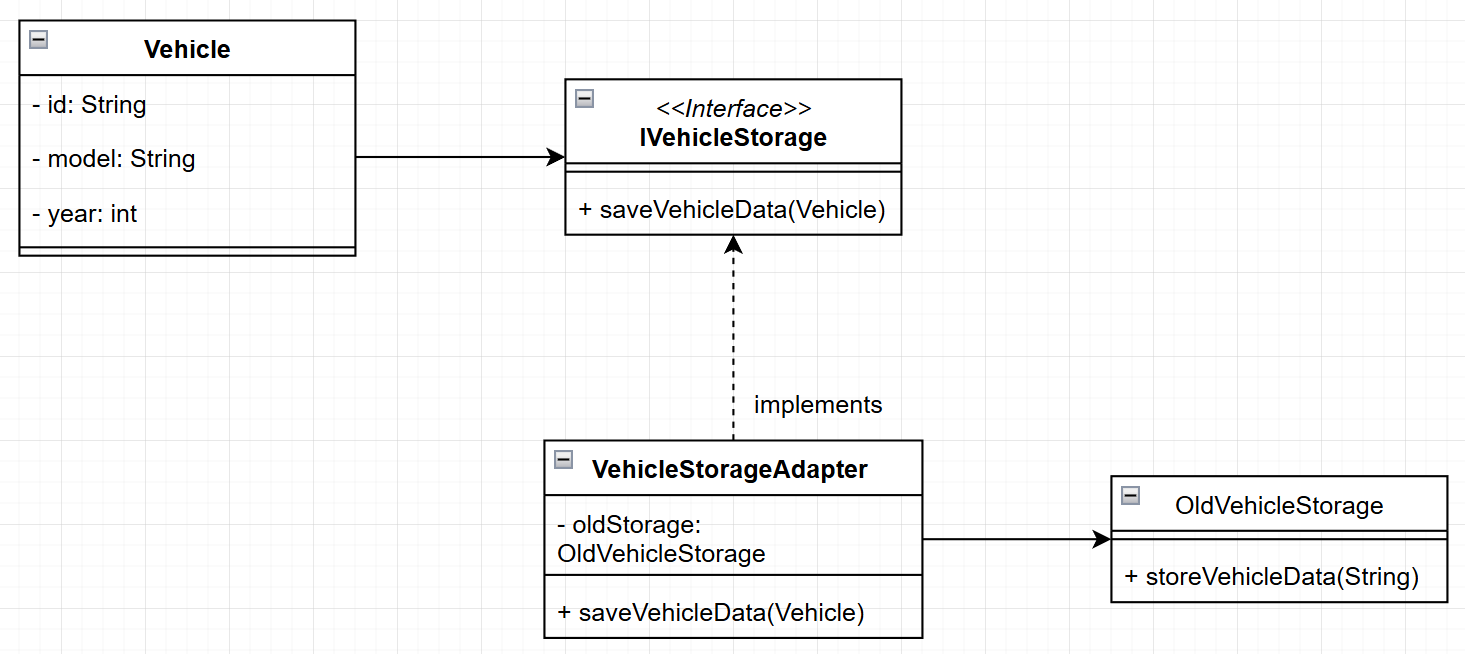 Vehicle
- id: String
- model: String
- year: int
<<Interface>>
IVehicleStorage
+ saveVehicleData(Vehicle)
implements
VehicleStorageAdapter
- oldStorage:
OldVehicleStorage
+ saveVehicleData(Vehicle)
OldVehicleStorage
+ storeVehicleData(String)